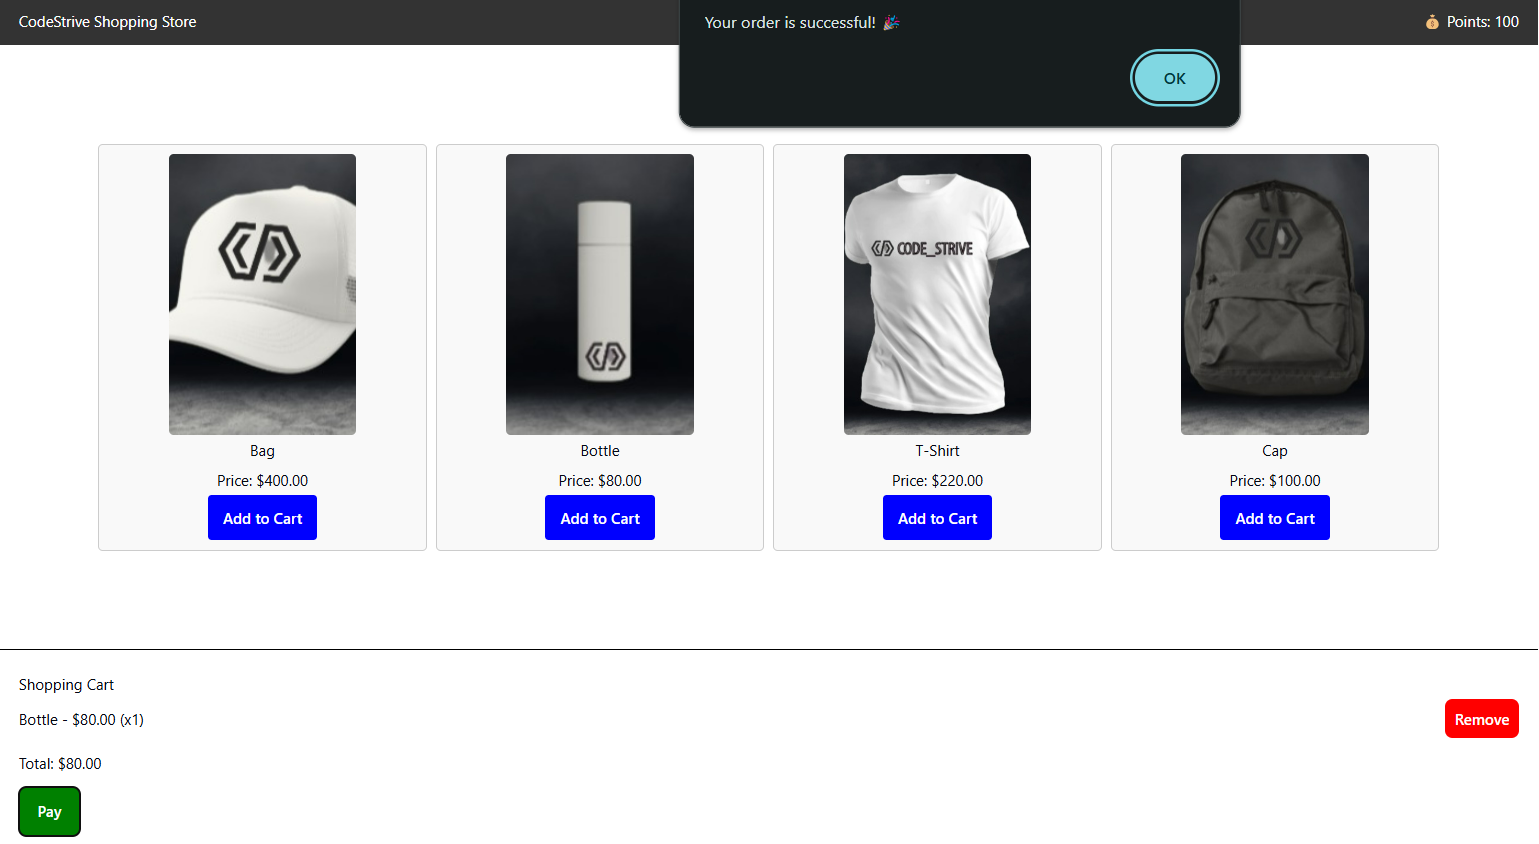 CodeStrive Shopping Store
Your order is successful! 🎉
OK
💰 Points: 100
CODE_STRIVE
Bag
Price: $400.00
Add to Cart
Bottle
Price: $80.00
Add to Cart
T-Shirt
Price: $220.00
Add to Cart
Cap
Price: $100.00
Add to Cart
Shopping Cart
Bottle - $80.00 (x1)
Remove
Total: $80.00
Pay